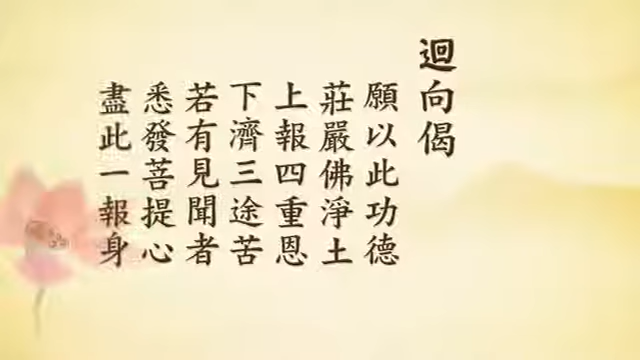 迴向偈
願以此功德
莊嚴佛淨土
上報四重恩
下濟三途苦
若有見聞者
悉發菩提心
盡此一報身